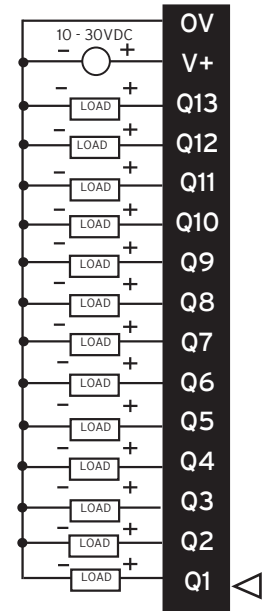 0V
10 - 30VDC
- + V+
- + LOAD Q13
- + LOAD Q12
- + LOAD Q11
- + LOAD Q10
- + LOAD Q9
- + LOAD Q8
- + LOAD Q7
- + LOAD Q6
- + LOAD Q5
- + LOAD Q4
- + LOAD Q3
- + LOAD Q2
- + LOAD Q1